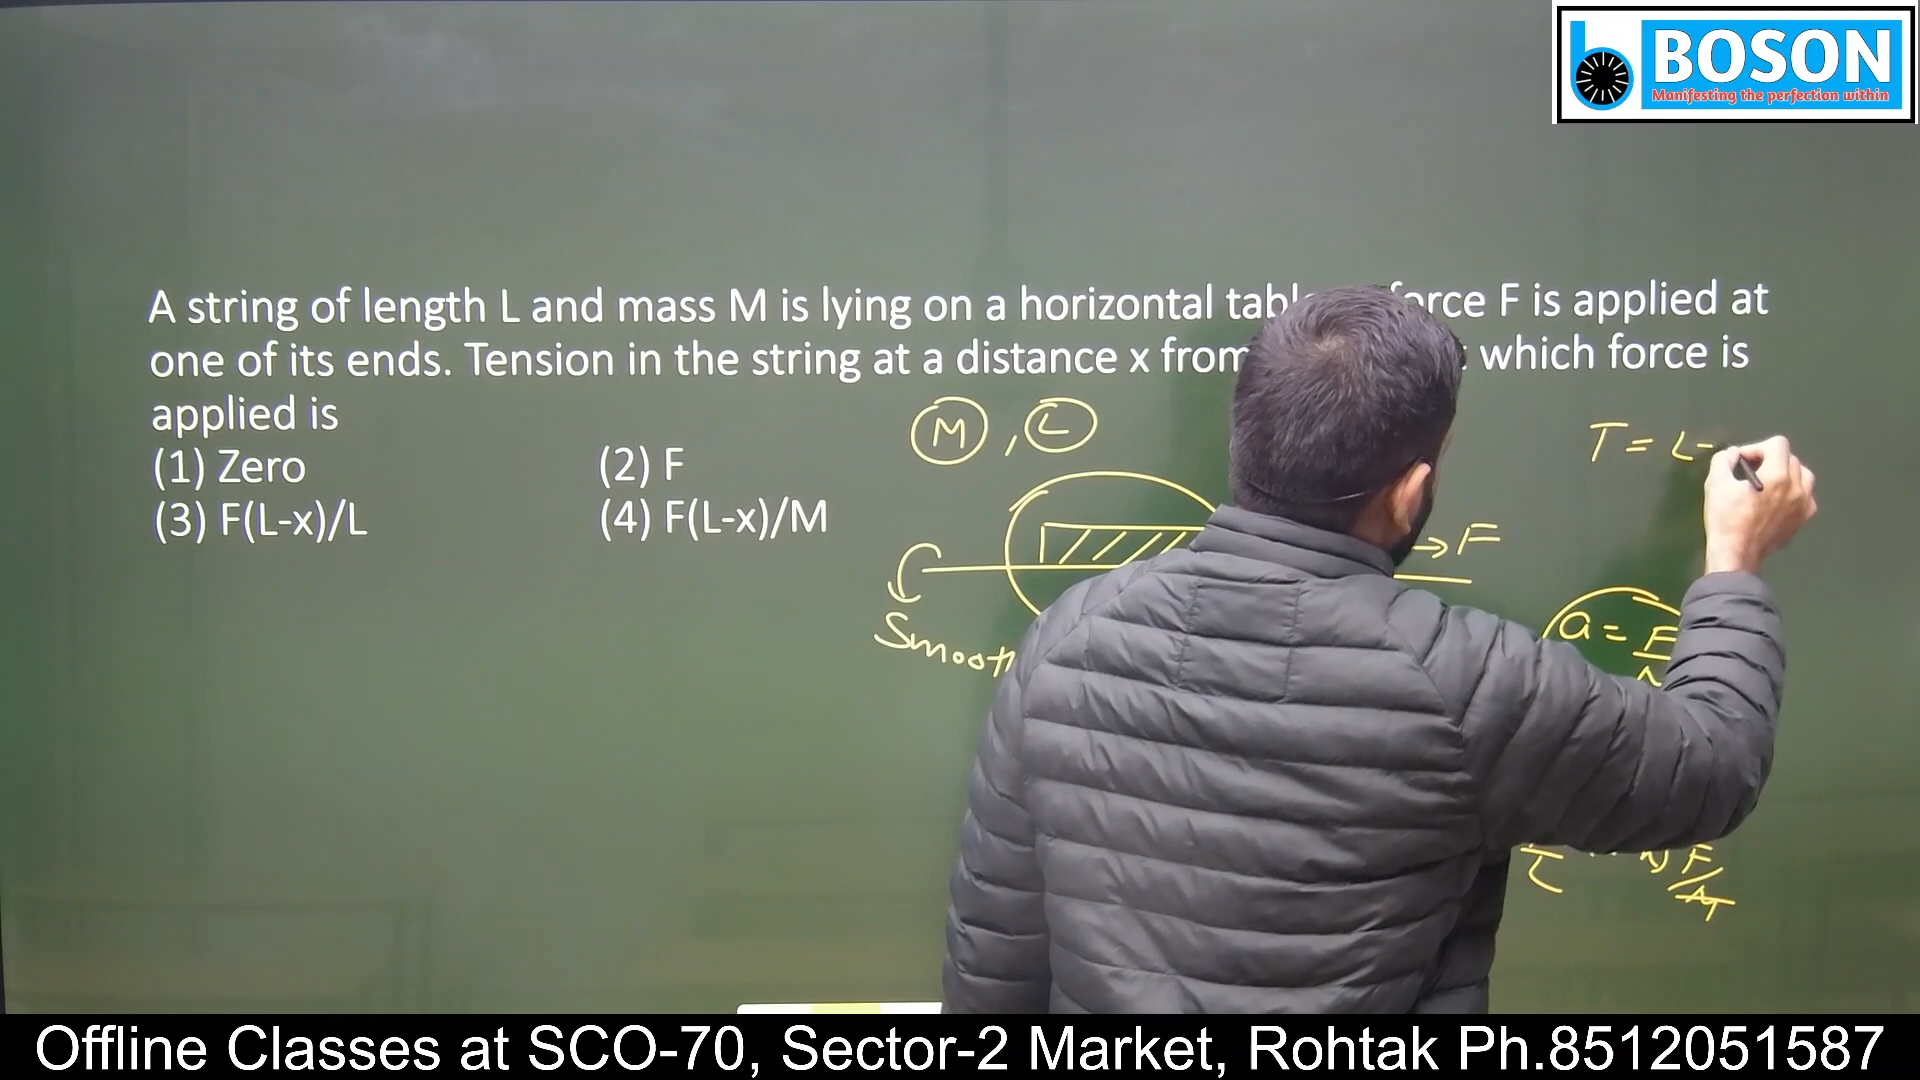 BOSON
Manifesting the perfection within
A string of length L and mass M is lying on a horizontal force F is applied at
one of its ends. Tension in the string at a distance x from which force is
applied is
(1) Zero (2) F
(3) F(L-x)/L (4) F(L-x)/M
M , L
T = L-
→ F
Smooth
a = F
F/M
Offline Classes at SCO-70, Sector-2 Market, Rohtak Ph.8512051587